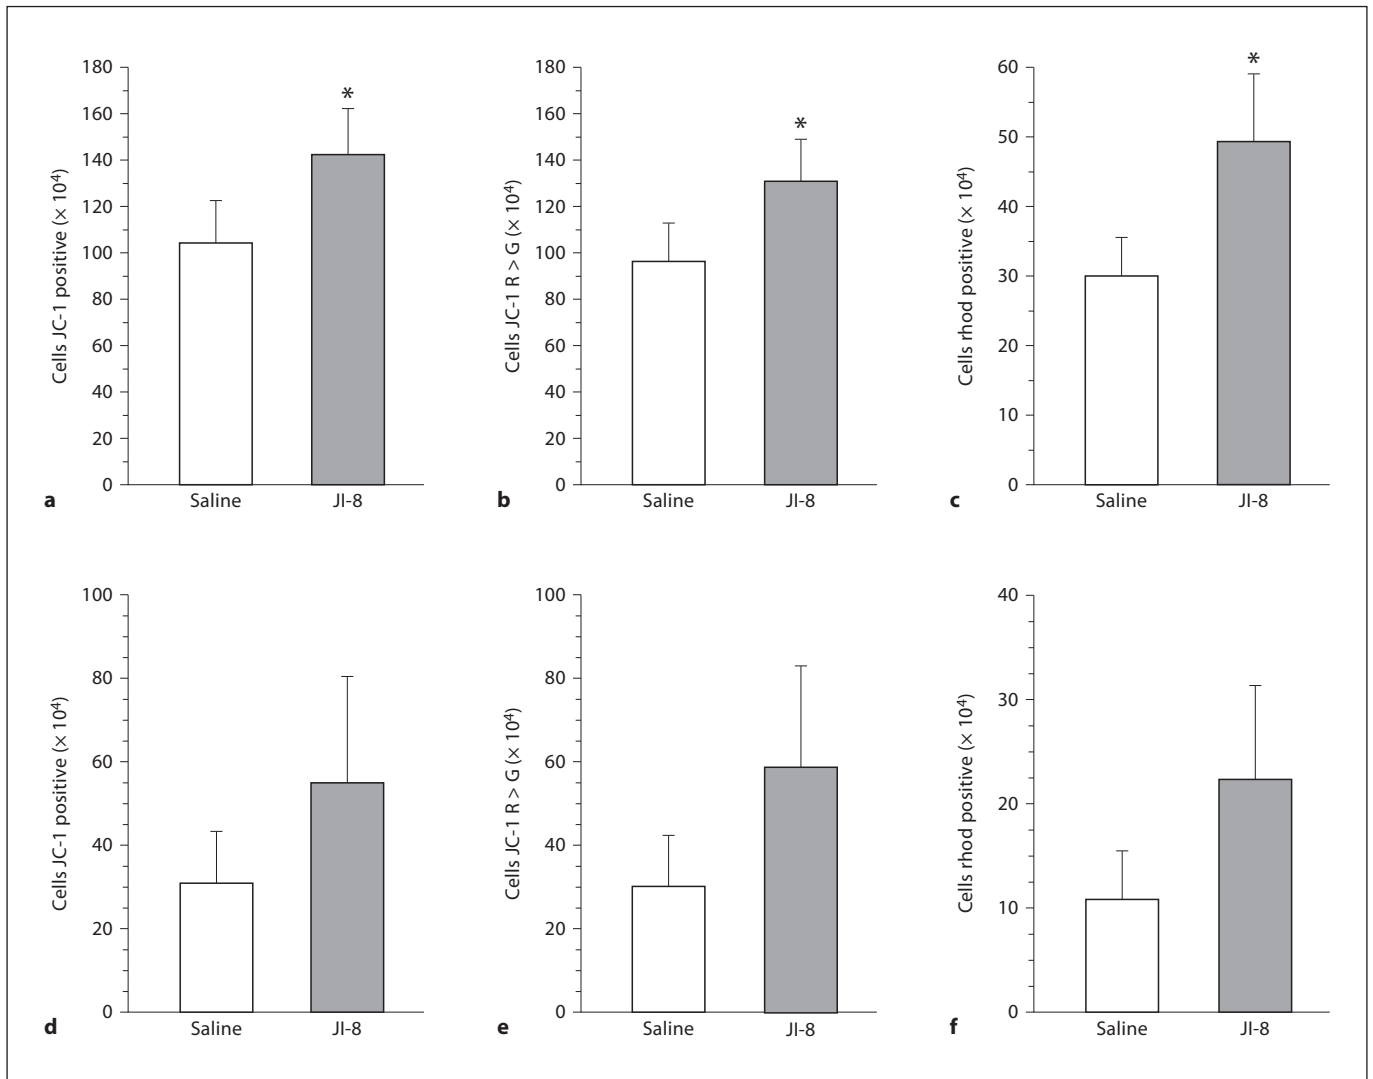 180
160
140
120
100
80
60
40
20
0
Cells JC-1 positive (× 10⁴)
*
Saline JI-8
a
180
160
140
120
100
80
60
40
20
0
Cells JC-1 R > G (× 10⁴)
*
Saline JI-8
b
60
50
40
30
20
10
0
Cells rhod positive (× 10⁴)
*
Saline JI-8
c
100
80
60
40
20
0
Cells JC-1 positive (× 10⁴)
Saline JI-8
d
100
80
60
40
20
0
Cells JC-1 R > G (× 10⁴)
Saline JI-8
e
40
30
20
10
0
Cells rhod positive (× 10⁴)
Saline JI-8
f